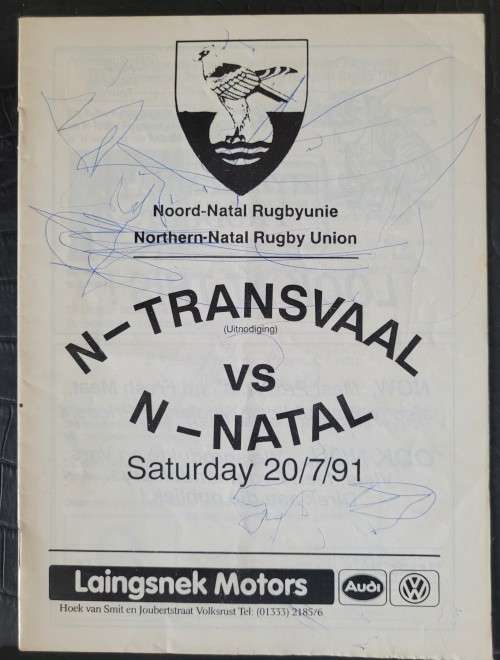 Noord-Natal Rugbyunie
Northern-Natal Rugby Union
N-TRANSVAAL
(Uitnodiging)
VS
N-NATAL
Saturday 20/7/91
Laingsnek Motors
Audi
Hoek van Smit en Joubertstraat Volksrust Tel: (01333) 2185/6